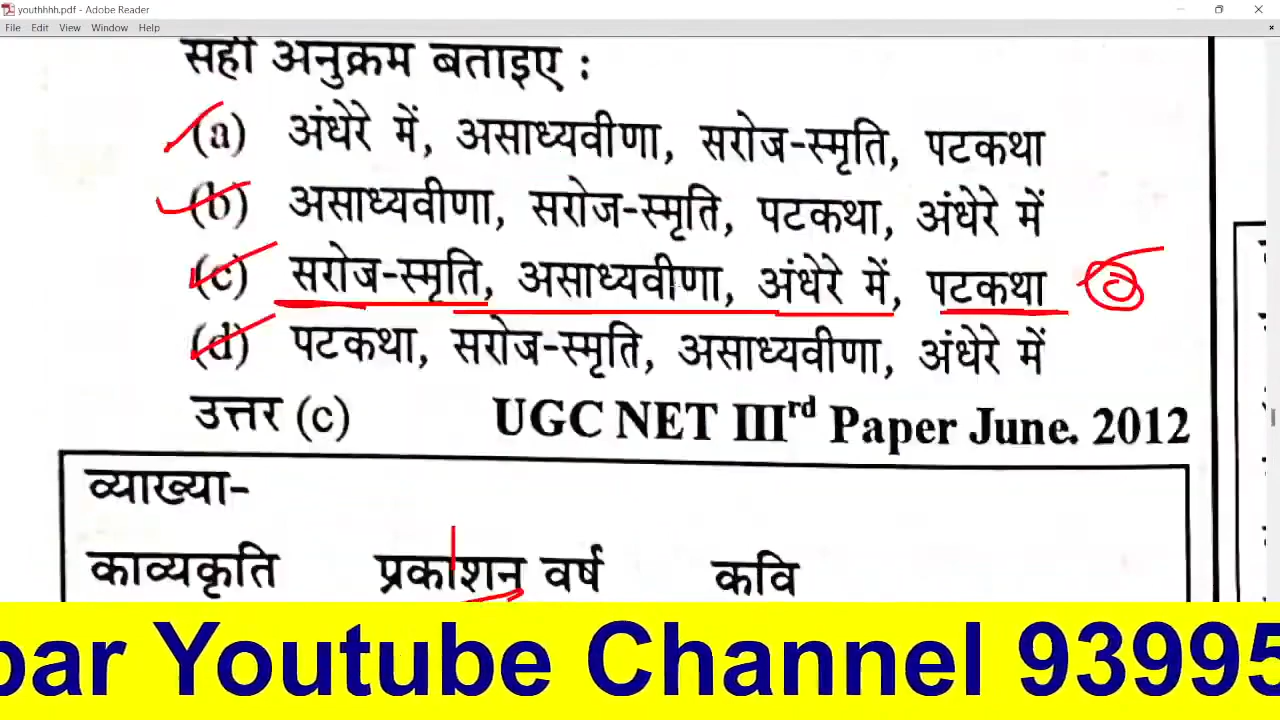 youthhhh.pdf - Adobe Reader
File Edit View Window Help
सही अनुक्रम बताइए :
(a) अंधेरे में, असाध्यवीणा, सरोज-स्मृति, पटकथा
(b) असाध्यवीणा, सरोज-स्मृति, पटकथा, अंधेरे में
(c) सरोज-स्मृति, असाध्यवीणा, अंधेरे में, पटकथा
(d) पटकथा, सरोज-स्मृति, असाध्यवीणा, अंधेरे में
उत्तर (c) UGC NET IIIrd Paper June. 2012
व्याख्या-
काव्यकृति प्रकाशन वर्ष कवि
par Youtube Channel 93995